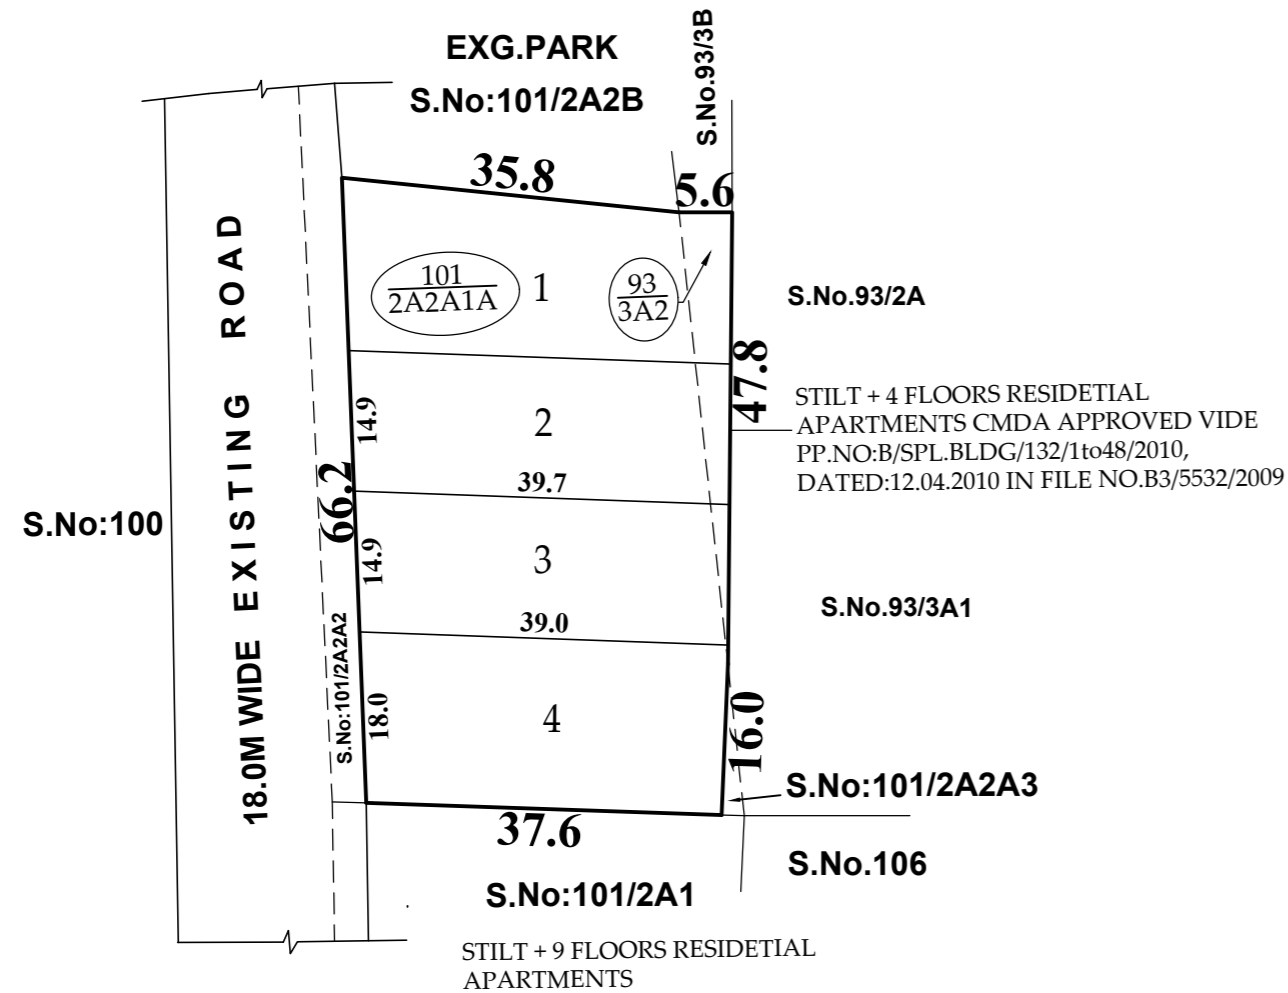 EXG.PARK
S.No:101/2A2B
S.No.93/3B
35.8
5.6
101
2A2A1A
1
93
3A2
S.No.93/2A
47.8
STILT + 4 FLOORS RESIDETIAL
APARTMENTS CMDA APPROVED VIDE
PP.NO:B/SPL.BLDG/132/1to48/2010,
DATED:12.04.2010 IN FILE NO.B3/5532/2009
14.9
2
39.7
66.2
S.No:100
18.0M WIDE EXISTING ROAD
14.9
3
39.0
S.No.93/3A1
S.No:101/2A2A2
18.0
4
16.0
S.No:101/2A2A3
37.6
S.No.106
S.No:101/2A1
STILT + 9 FLOORS RESIDETIAL
APARTMENTS